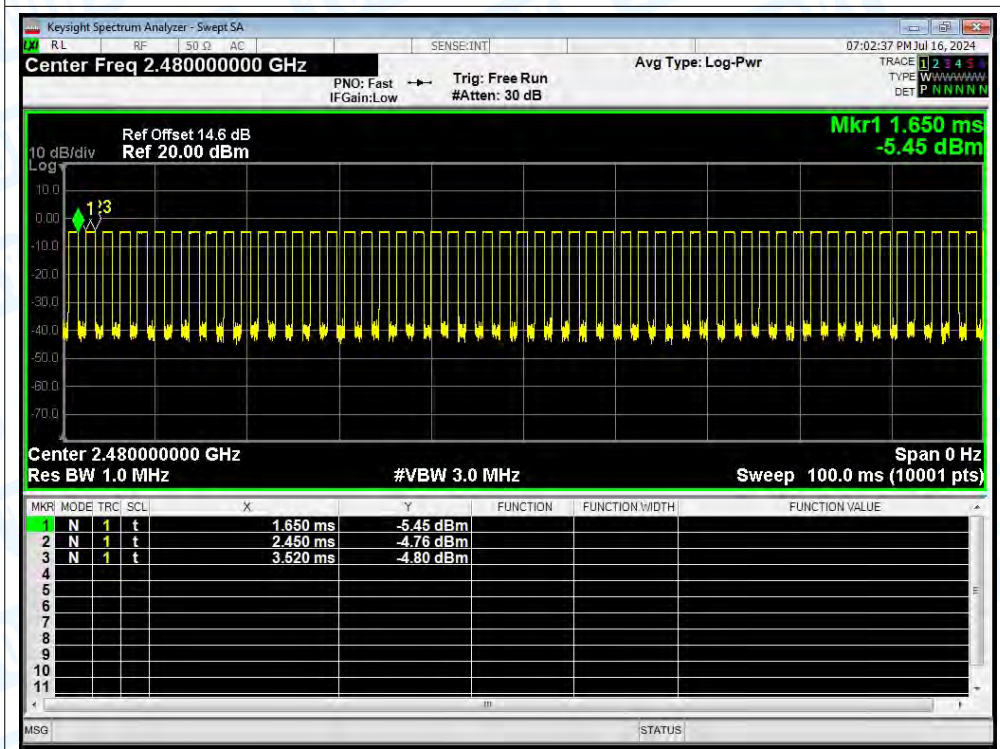 Keysight Spectrum Analyzer - Swept SA
LXI RL RF 50 Ω AC SENSE:INT 07:02:37 PM Jul 16, 2024
Center Freq 2.480000000 GHz Avg Type: Log-Pwr TRACE 1 2 3 4 5 6
PNO: Fast Trig: Free Run TYPE WWWWWWW
IFGain:Low #Atten: 30 dB DET P N N N N N
Mkr1 1.650 ms
Ref Offset 14.6 dB
10 dB/div Ref 20.00 dBm -5.45 dBm
Log
10.0
1 2 3
0.00
-10.0
-20.0
-30.0
-40.0
-50.0
-60.0
-70.0
Center 2.480000000 GHz Span 0 Hz
Res BW 1.0 MHz #VBW 3.0 MHz Sweep 100.0 ms (10001 pts)
MKR MODE TRC SCL X Y FUNCTION FUNCTION WIDTH FUNCTION VALUE
1 N 1 t 1.650 ms -5.45 dBm
2 N 1 t 2.450 ms -4.76 dBm
3 N 1 t 3.520 ms -4.80 dBm
4
5
6
7
8
9
10
11
MSG STATUS